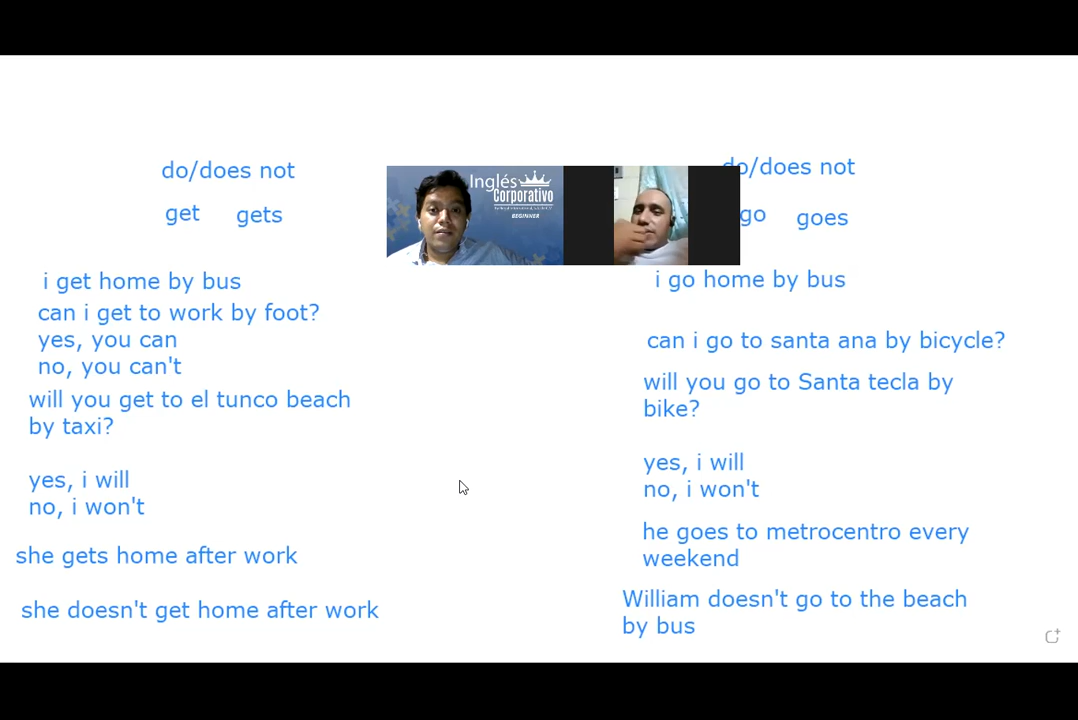 do/does not
get gets
i get home by bus
can i get to work by foot?
yes, you can
no, you can't
will you get to el tunco beach
by taxi?
yes, i will
no, i won't
she gets home after work
she doesn't get home after work
Inglés
Corporativo
BEGINNER
do/does not
go goes
i go home by bus
can i go to santa ana by bicycle?
will you go to Santa tecla by
bike?
yes, i will
no, i won't
he goes to metrocentro every
weekend
William doesn't go to the beach
by bus